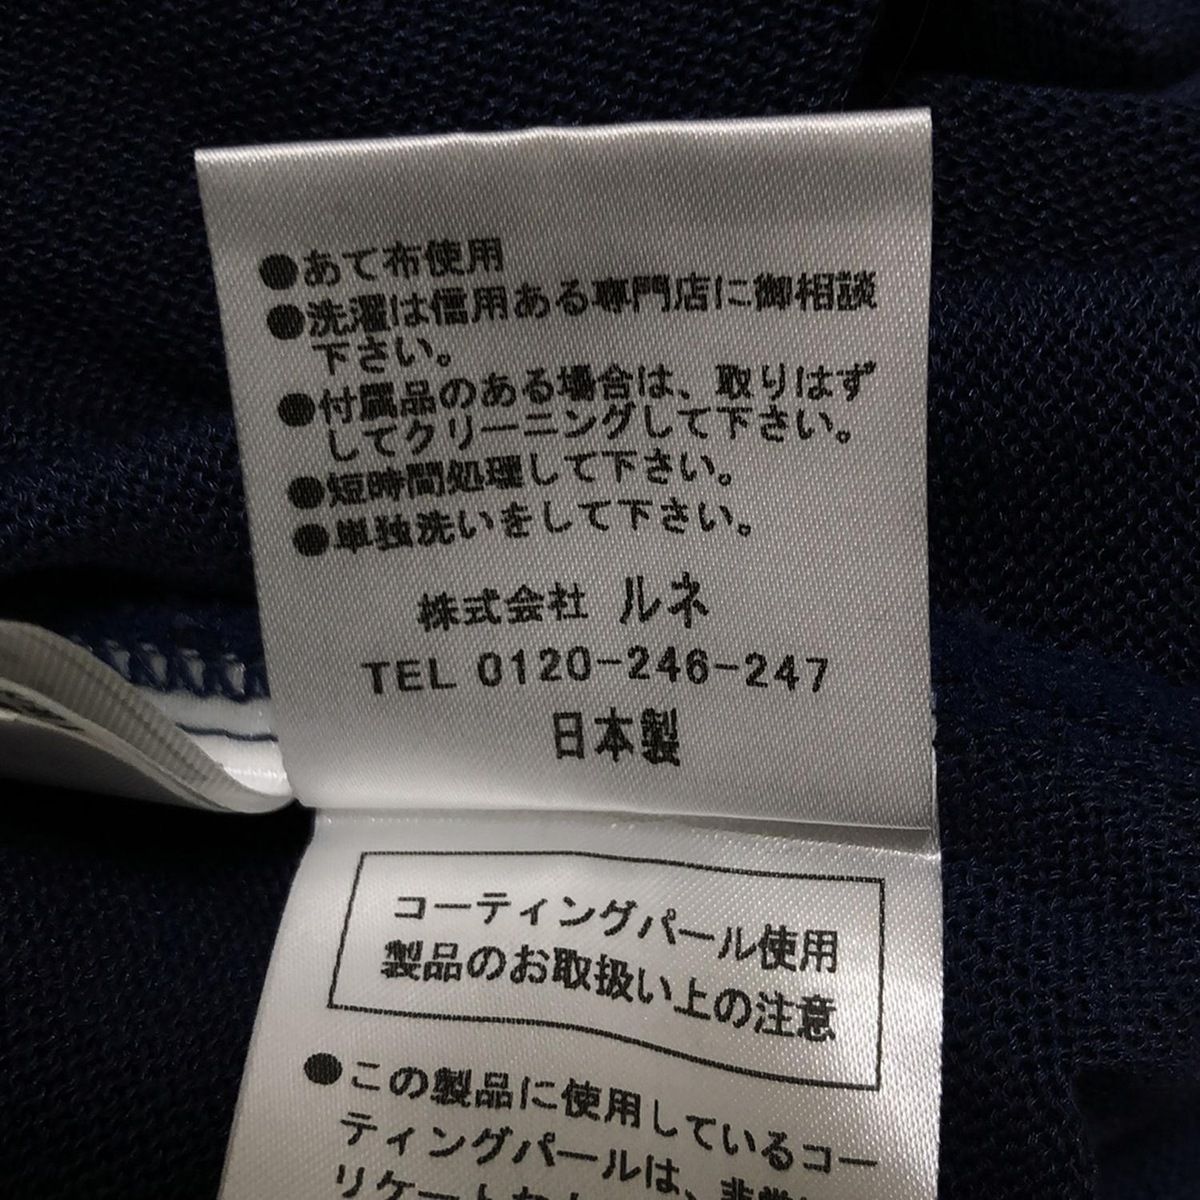 ●あて布使用
●洗濯は信用ある専門店に御相談
下さい。
●付属品のある場合は、取りはず
してクリーニングして下さい。
●短時間処理して下さい。
●単独洗いをして下さい。
株式会社 ルネ
TEL 0120-246-247
日本製
コーティングパール使用
製品のお取扱い上の注意
●この製品に使用しているコー
ティングパールは、非常
リケート